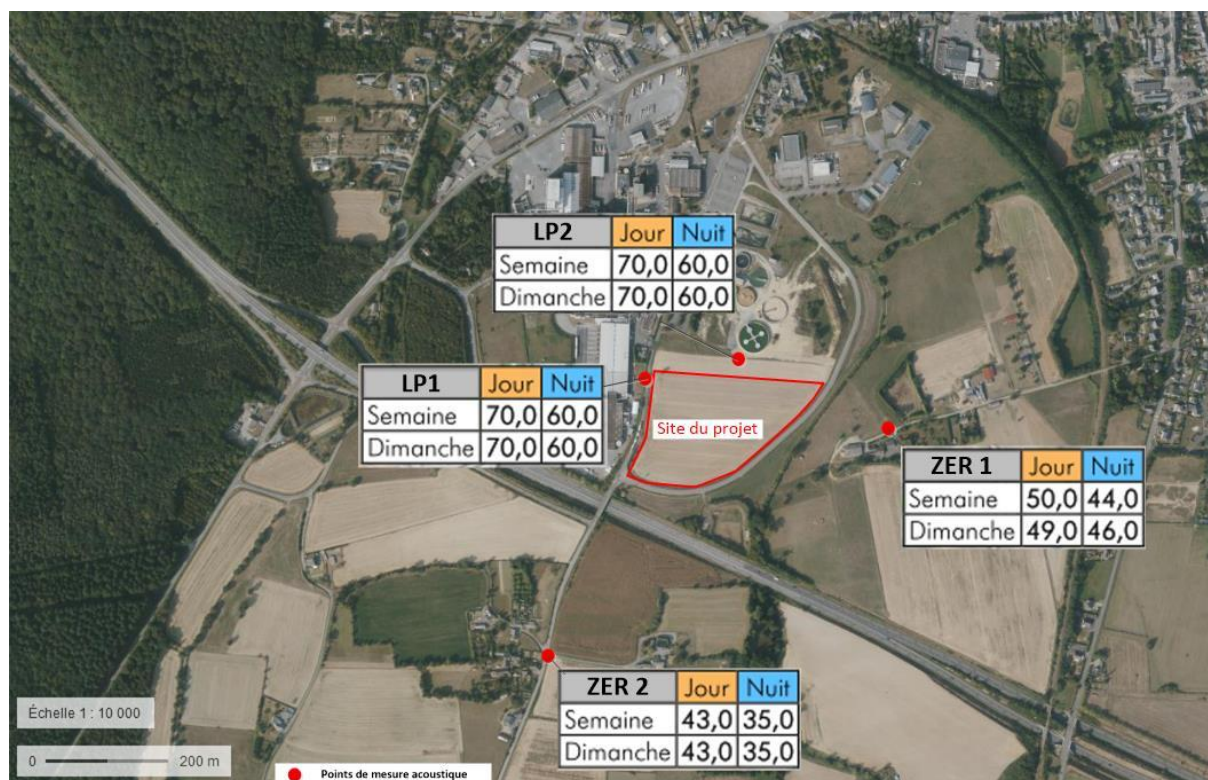 LP2 Jour Nuit
Semaine 70,0 60,0
Dimanche 70,0 60,0
LP1 Jour Nuit
Semaine 70,0 60,0
Dimanche 70,0 60,0
Site du projet
ZER 1 Jour Nuit
Semaine 50,0 44,0
Dimanche 49,0 46,0
ZER 2 Jour Nuit
Semaine 43,0 35,0
Dimanche 43,0 35,0
Échelle 1 : 10 000
0 200 m
Points de mesure acoustique